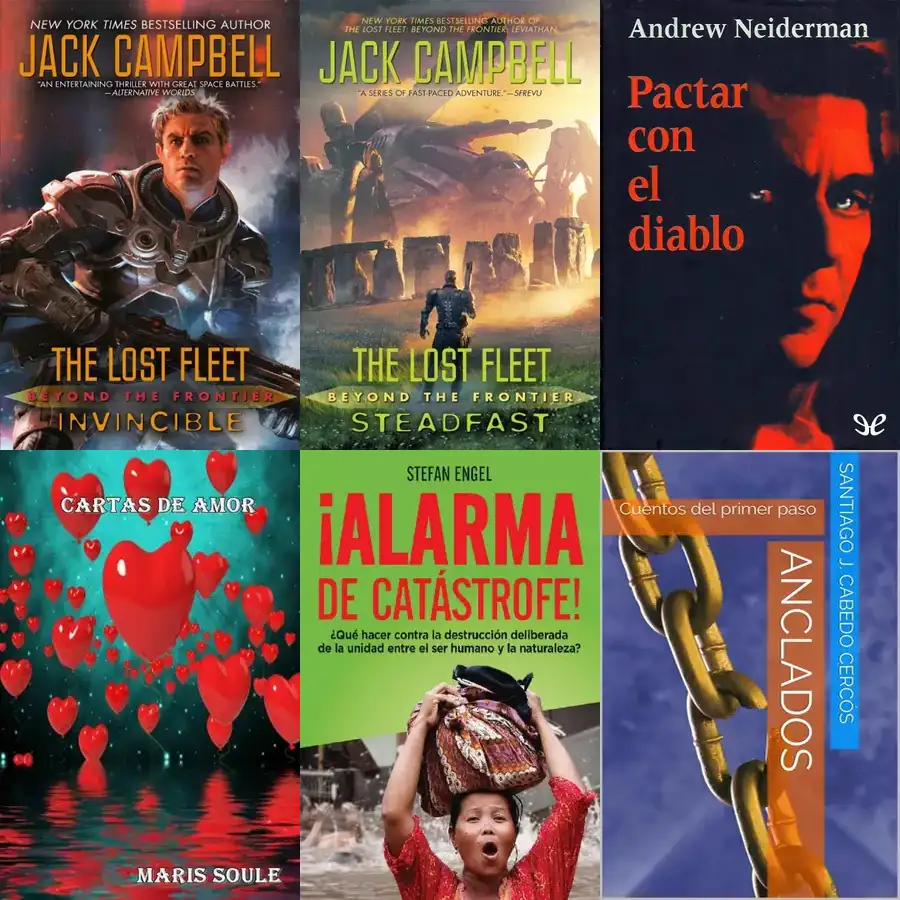 NEW YORK TIMES BESTSELLING AUTHOR
JACK CAMPBELL
"AN ENTERTAINING THRILLER WITH GREAT SPACE BATTLES."
—ALTERNATIVE WORLDS
THE LOST FLEET
BEYOND THE FRONTIER
INVINCIBLE
NEW YORK TIMES BESTSELLING AUTHOR OF
THE LOST FLEET: BEYOND THE FRONTIER: LEVIATHAN
JACK CAMPBELL
"A SERIES OF FAST-PACED ADVENTURE."—SFREVU
THE LOST FLEET
BEYOND THE FRONTIER
STEADFAST
Andrew Neiderman
Pactar
con
el
diablo
CARTAS DE AMOR
MARIS SOULE
STEFAN ENGEL
¡ALARMA
DE CATÁSTROFE!
¿Qué hacer contra la destrucción deliberada
de la unidad entre el ser humano y la naturaleza?
Cuentos del primer paso
ANCLADOS
SANTIAGO J. CABEDO CERCÓS